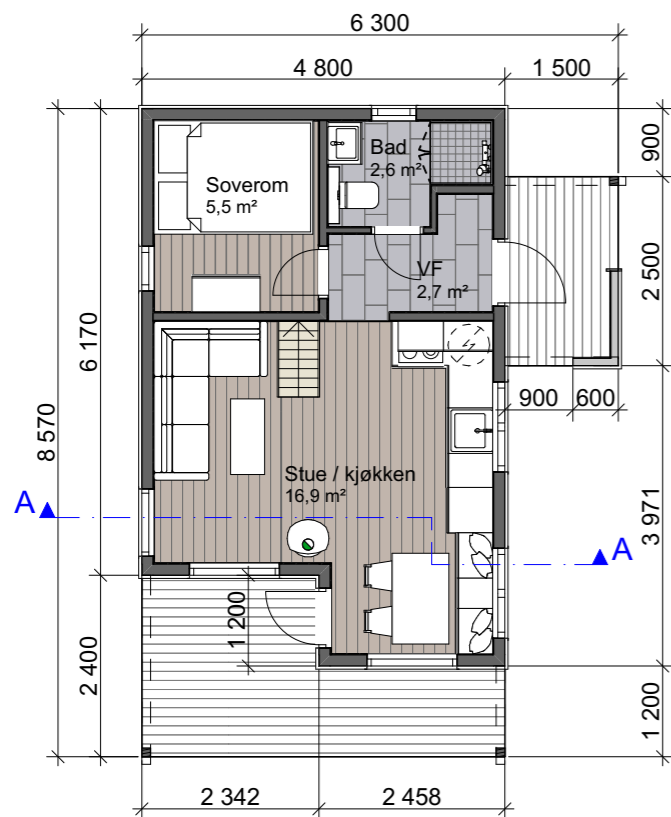 6 300
4 800
1 500
900
Bad
2,6 m²
Soverom
5,5 m²
VF
2,7 m²
2 500
6 170
8 570
900
600
Stue / kjøkken
16,9 m²
A
A
3 971
1 200
2 400
1 200
2 342
2 458